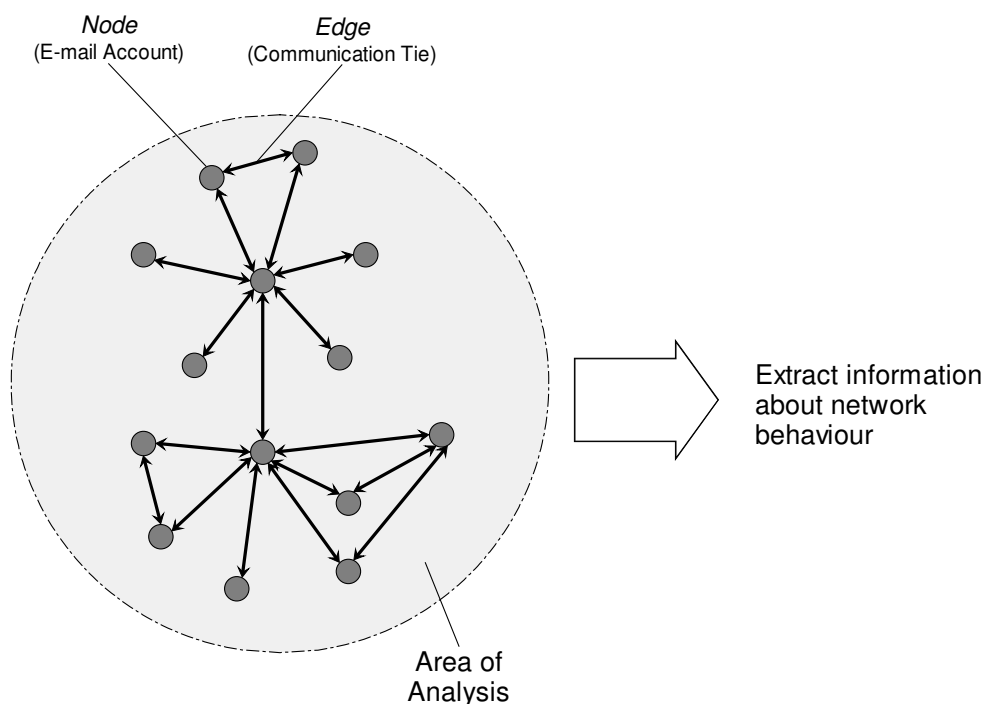 Node
(E-mail Account)
Edge
(Communication Tie)
Extract information
about network
behaviour
Area of
Analysis